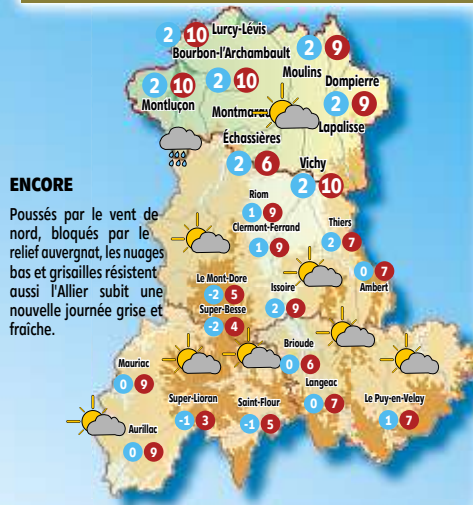 2 10 Lurcy-Lévis
Bourbon-l'Archambault
2 9
Moulins
2 10
2 10
Dompierre
Montluçon
2 9
Lapalisse
Échassières
2 6
Vichy
2 10
ENCORE
Poussés par le vent de
nord, bloqués par le
relief auvergnat, les nuages
bas et grisailles résistent
aussi l'Allier subit une
nouvelle journée grise et
fraîche.
Riom
1 9
Clermont-Ferrand
1 9
Thiers
2 7
0 7
Ambert
Le Mont-Dore
-2 5
Super-Besse
-2 4
Issoire
2 9
Brioude
0 6
Langeac
0 7
Mauriac
0 9
Super-Lioran
-1 3
Saint-Flour
-1 5
Le Puy-en-Velay
1 7
Aurillac
0 9